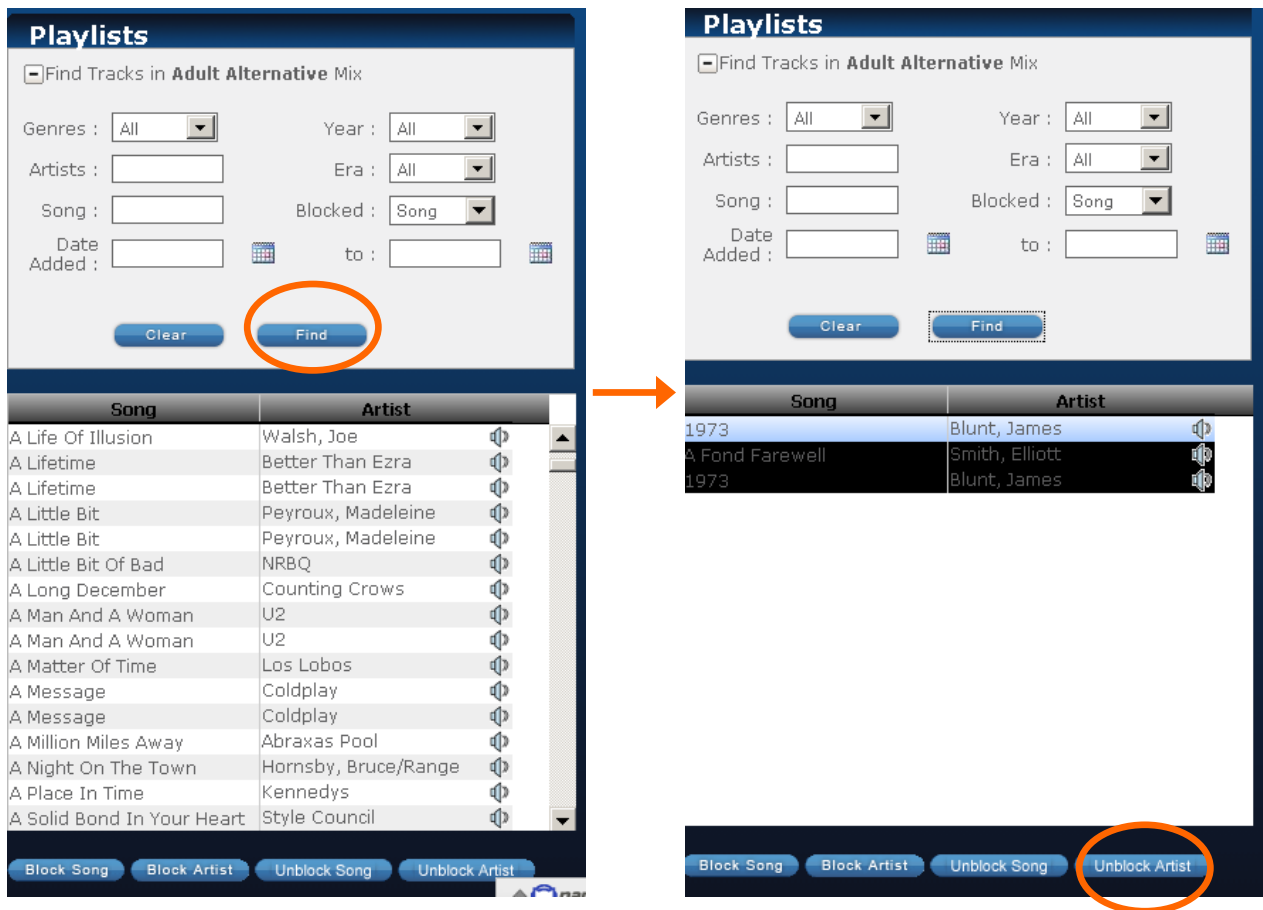 Playlists
Find Tracks in Adult Alternative Mix
Genres : All Year : All
Artists : Era : All
Song : Blocked : Song
Date Added : to :
Clear Find
Song Artist
A Life Of Illusion Walsh, Joe
A Lifetime Better Than Ezra
A Lifetime Better Than Ezra
A Little Bit Peyroux, Madeleine
A Little Bit Peyroux, Madeleine
A Little Bit Of Bad NRBQ
A Long December Counting Crows
A Man And A Woman U2
A Man And A Woman U2
A Matter Of Time Los Lobos
A Message Coldplay
A Message Coldplay
A Million Miles Away Abraxas Pool
A Night On The Town Hornsby, Bruce/Range
A Place In Time Kennedys
A Solid Bond In Your Heart Style Council
Block Song Block Artist Unblock Song Unblock Artist
Playlists
Find Tracks in Adult Alternative Mix
Genres : All Year : All
Artists : Era : All
Song : Blocked : Song
Date Added : to :
Clear Find
Song Artist
1973 Blunt, James
A Fond Farewell Smith, Elliott
1973 Blunt, James
Block Song Block Artist Unblock Song Unblock Artist